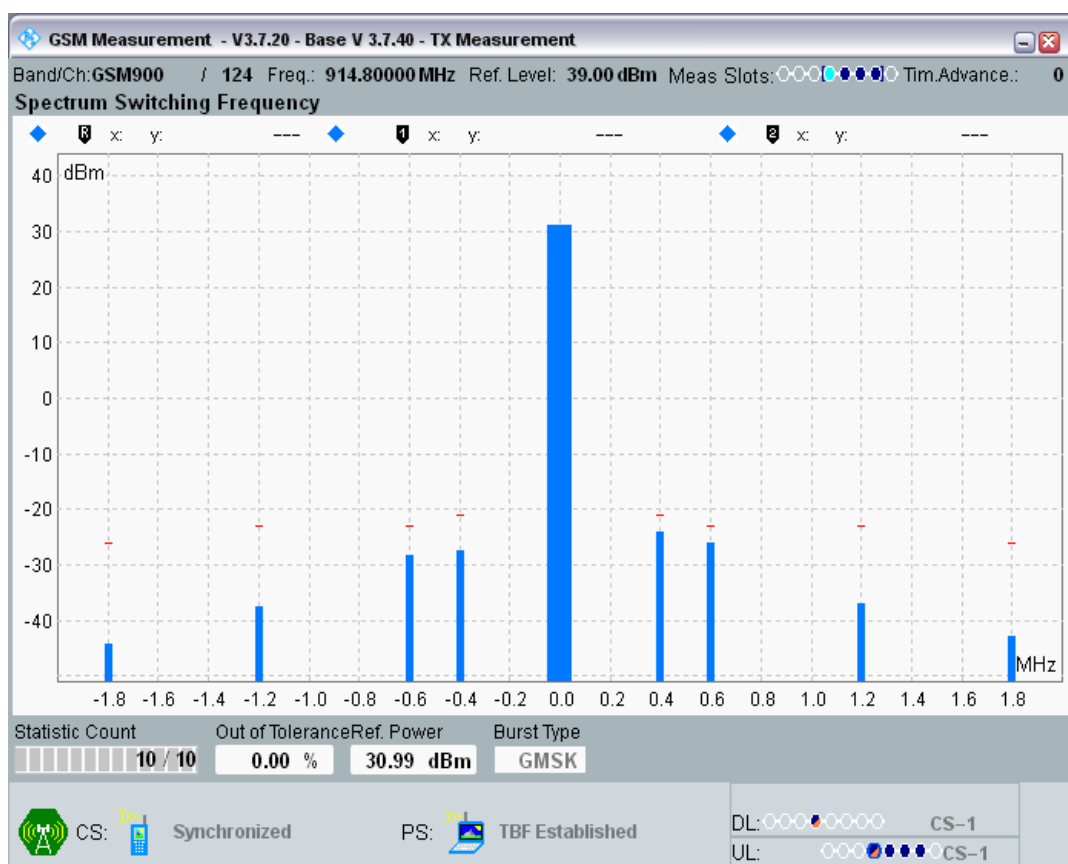 GSM Measurement - V3.7.20 - Base V 3.7.40 - TX Measurement
Band/Ch:GSM900 / 124 Freq.: 914.80000 MHz Ref. Level: 39.00 dBm Meas Slots: Tim.Advance.: 0
Spectrum Switching Frequency
R x: y: --- 1 x: y: --- 2 x: y: ---
40 dBm
30
20
10
0
-10
-20
-30
-40
MHz
-1.8 -1.6 -1.4 -1.2 -1.0 -0.8 -0.6 -0.4 -0.2 0.0 0.2 0.4 0.6 0.8 1.0 1.2 1.4 1.6 1.8
Statistic Count Out of Tolerance Ref. Power Burst Type
10 / 10 0.00 % 30.99 dBm GMSK
CS: Synchronized PS: TBF Established
DL: CS-1
UL: CS-1